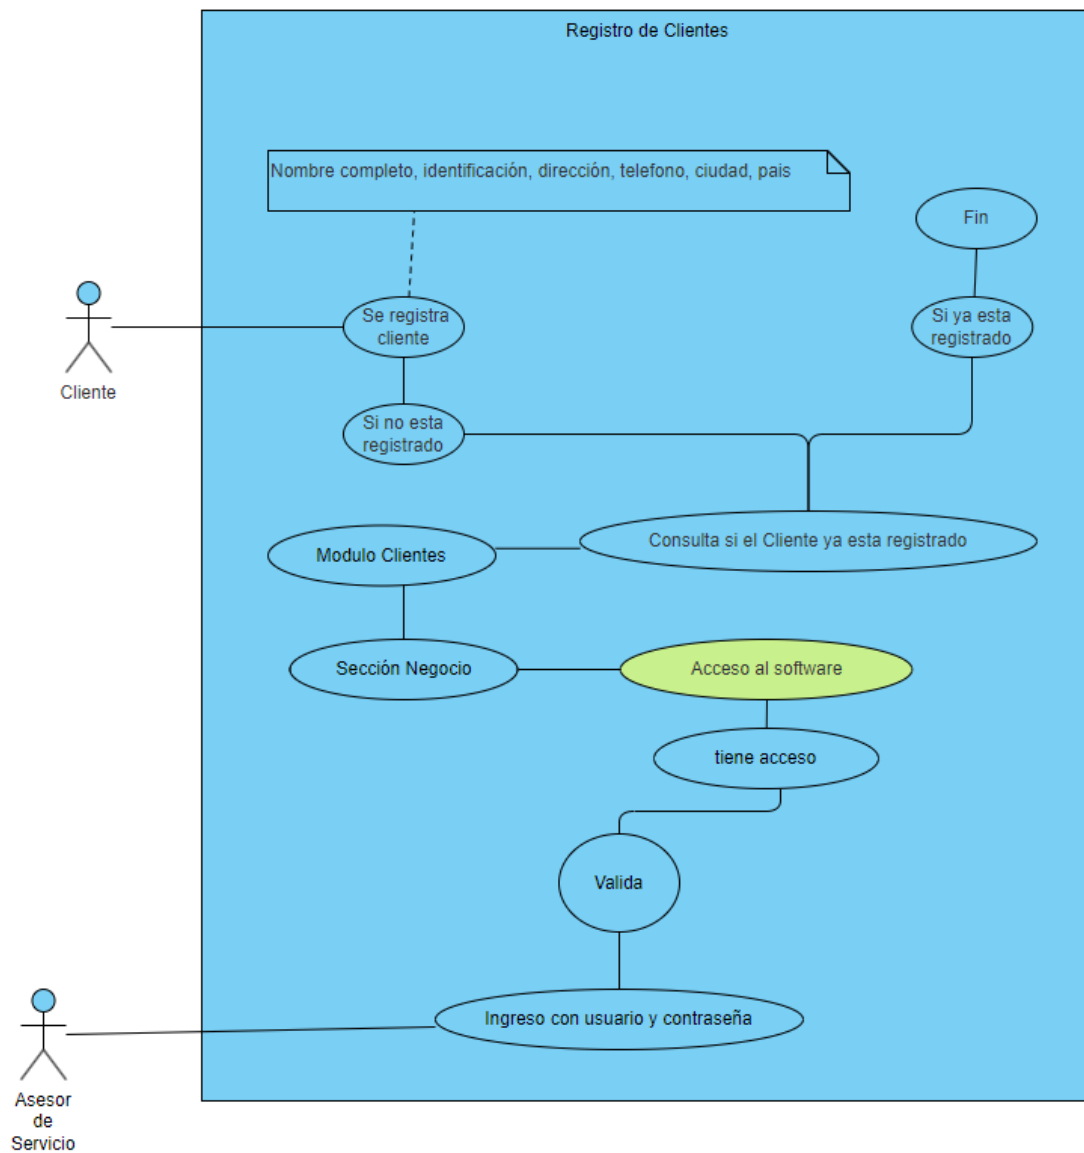 Registro de Clientes
Nombre completo, identificación, dirección, telefono, ciudad, pais
Fin
Se registra
cliente
Si ya esta
registrado
Cliente
Si no esta
registrado
Consulta si el Cliente ya esta registrado
Modulo Clientes
Sección Negocio
Acceso al software
tiene acceso
Valida
Ingreso con usuario y contraseña
Asesor
de
Servicio